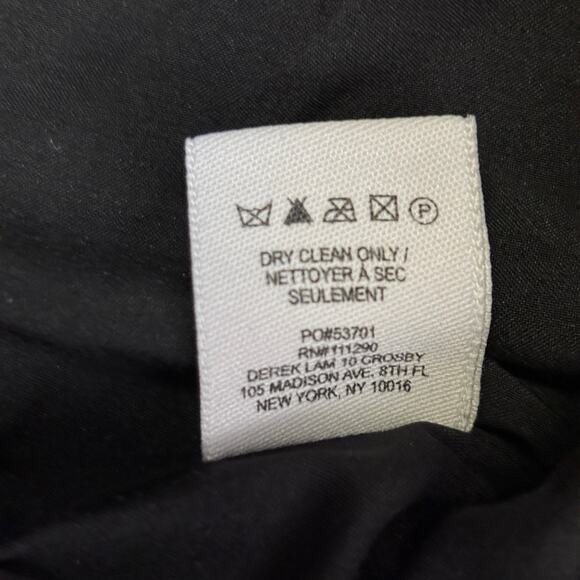 P
DRY CLEAN ONLY /
NETTOYER À SEC
SEULEMENT
PO#53701
RN#111290
DEREK LAM 10 CROSBY
105 MADISON AVE. 8TH FL
NEW YORK, NY 10016